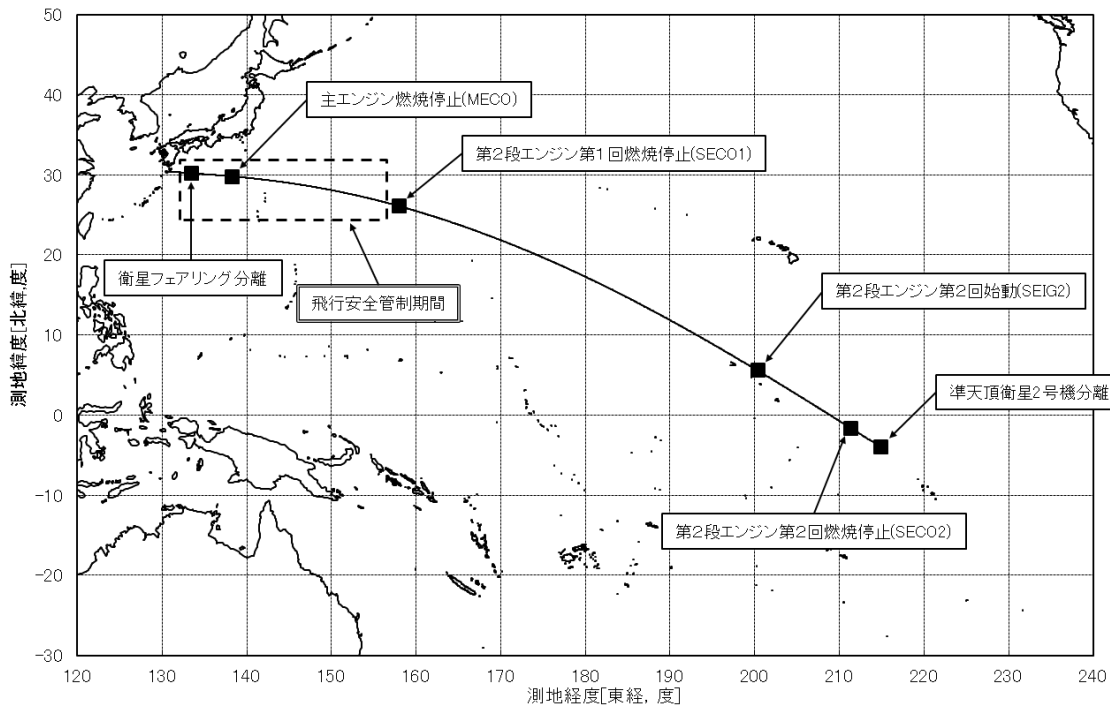 50
40
30
20
10
0
-10
-20
-30
測地緯度[北緯,度]
主エンジン燃焼停止(MECO)
第2段エンジン第1回燃焼停止(SECO1)
衛星フェアリング分離
飛行安全管制期間
第2段エンジン第2回始動(SEIG2)
準天頂衛星2号機分離
第2段エンジン第2回燃焼停止(SECO2)
120 130 140 150 160 170 180 190 200 210 220 230 240
測地経度[東経, 度]